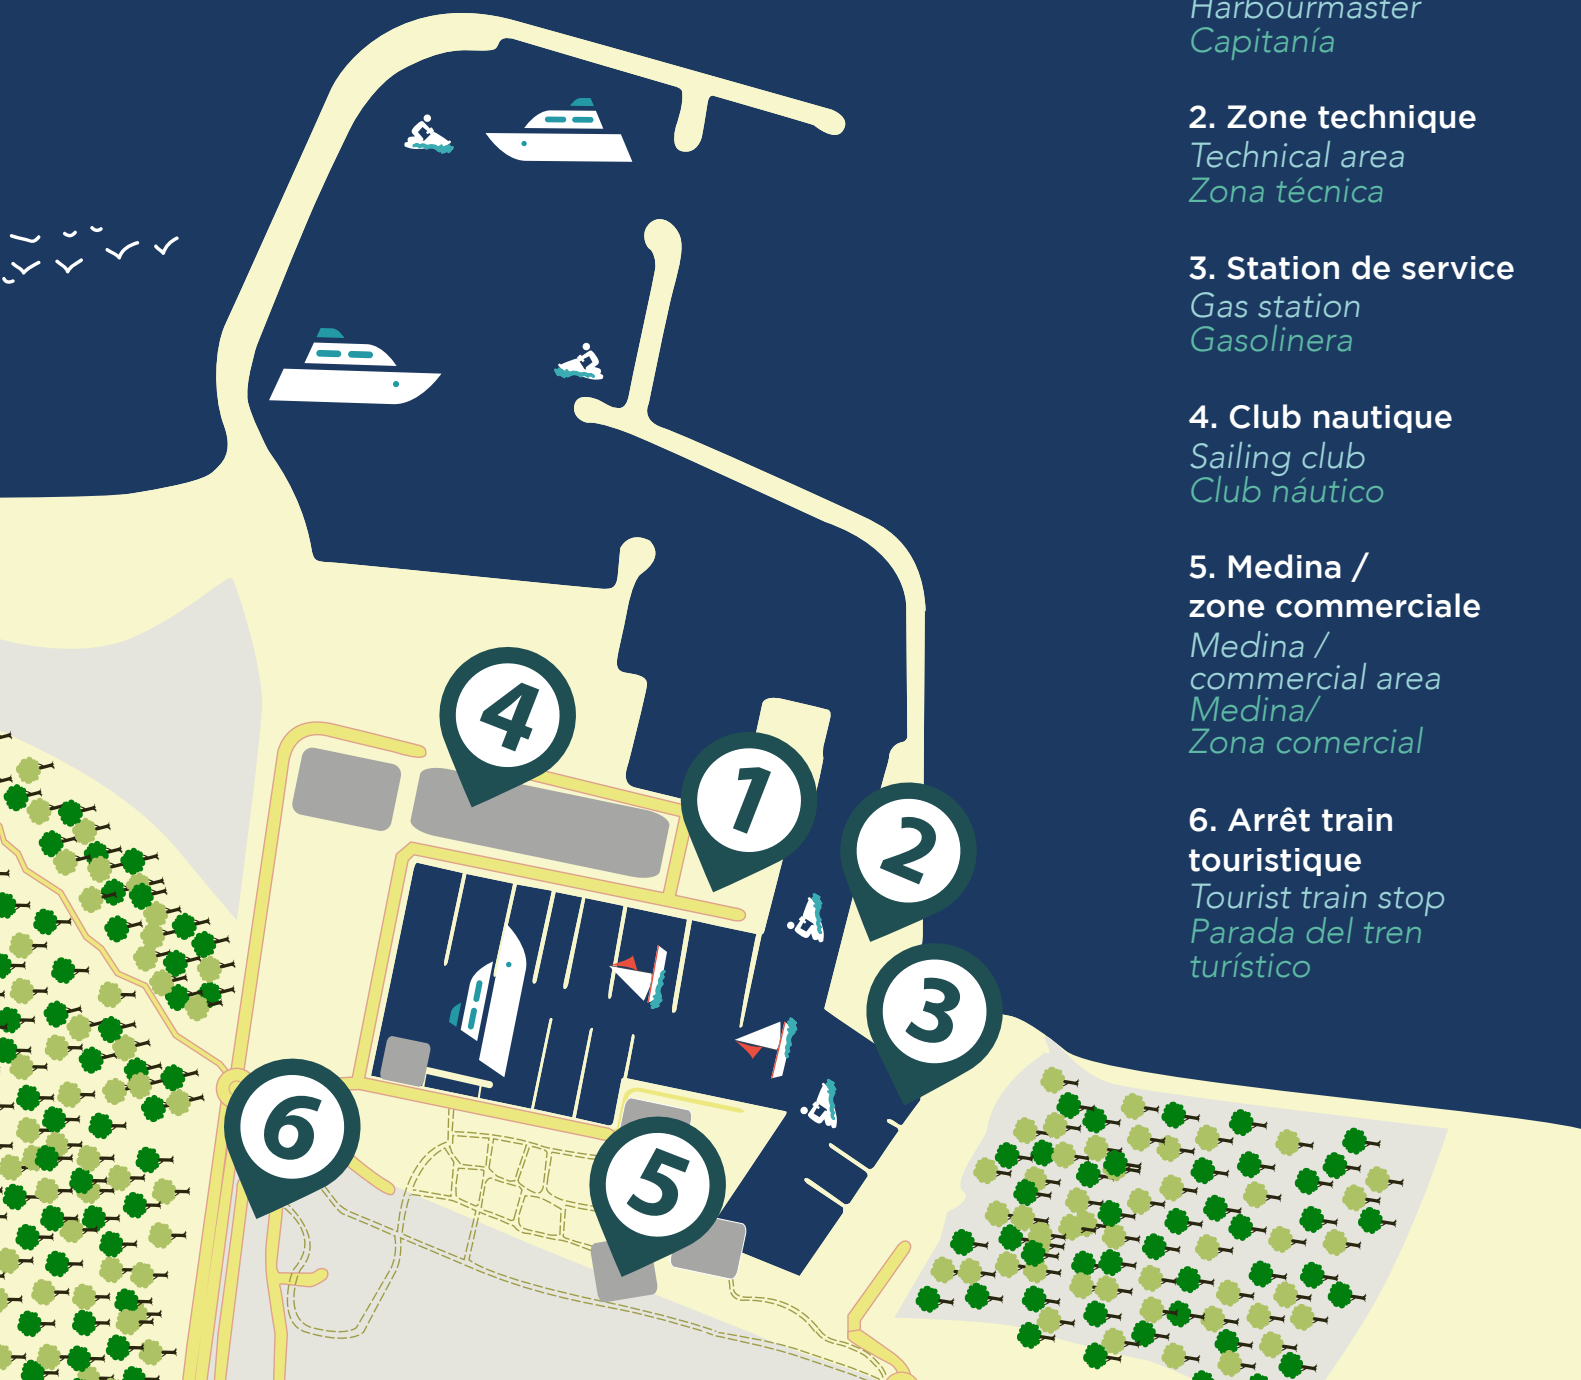 Harbourmaster
Capitanía
2. Zone technique
Technical area
Zona técnica
3. Station de service
Gas station
Gasolinera
4. Club nautique
Sailing club
Club náutico
5. Medina /
zone commerciale
Medina /
commercial area
Medina/
Zona comercial
6. Arrêt train
touristique
Tourist train stop
Parada del tren
turístico
4
1
2
3
6
5